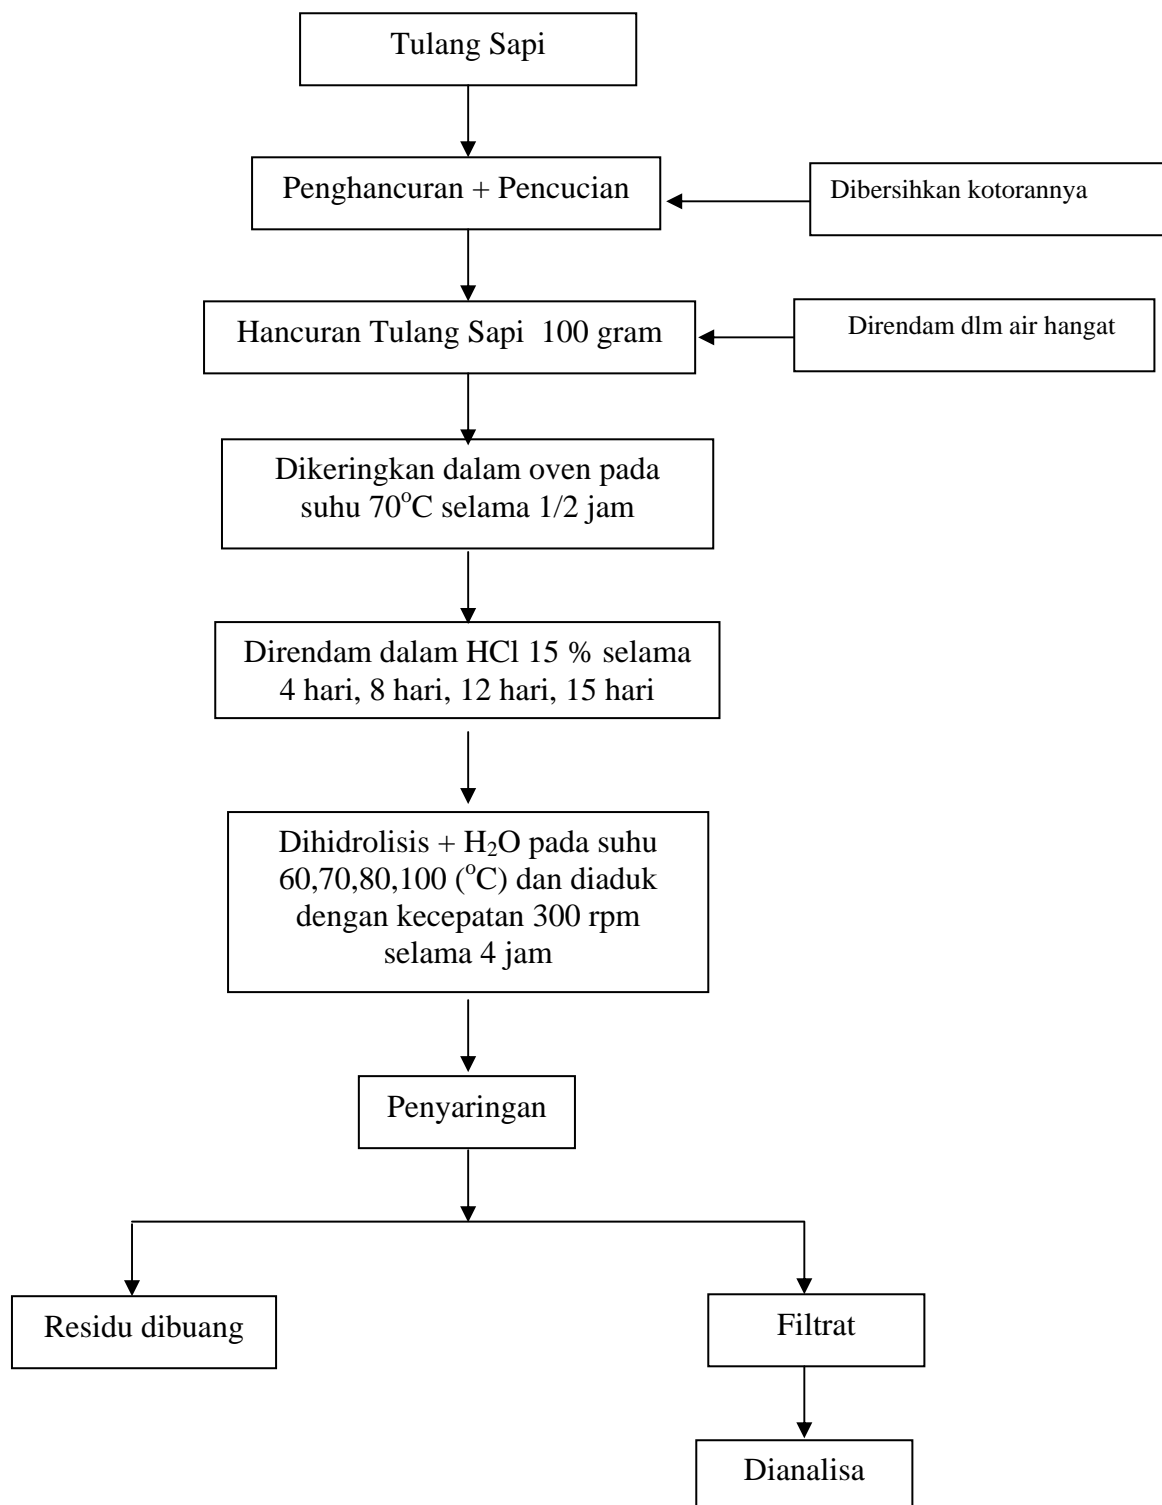 Tulang Sapi
Penghancuran + Pencucian
Dibersihkan kotorannya
Hancuran Tulang Sapi  100 gram
Direndam dlm air hangat
Dikeringkan dalam oven pada
suhu 70°C selama 1/2 jam
Direndam dalam HCl 15 % selama
4 hari, 8 hari, 12 hari, 15 hari
Dihidrolisis + H₂O pada suhu
60,70,80,100 (°C) dan diaduk
dengan kecepatan 300 rpm
selama 4 jam
Penyaringan
Residu dibuang
Filtrat
Dianalisa